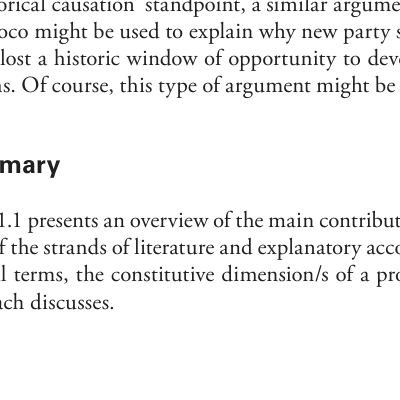 orical causation' standpoint, a similar argume
oco might be used to explain why new party s
lost a historic window of opportunity to dev
ns. Of course, this type of argument might be
mary
1.1 presents an overview of the main contribut
f the strands of literature and explanatory acco
l terms, the constitutive dimension/s of a pro
ach discusses.